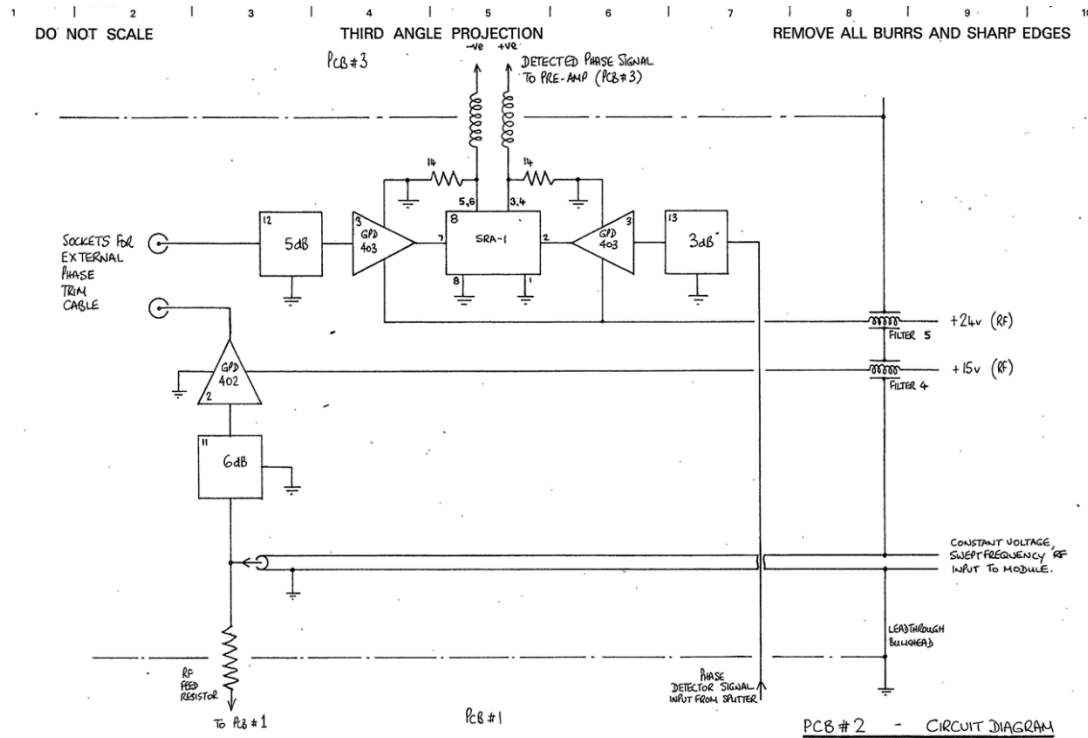 1 2 3 4 5 6 7 8 9 10
DO NOT SCALE
THIRD ANGLE PROJECTION
REMOVE ALL BURRS AND SHARP EDGES
PCB#3
-ve +ve
DETECTED PHASE SIGNAL
TO PRE-AMP (PCB#3)
14
14
5,6
3,4
SOCKETS FOR
EXTERNAL
PHASE
TRIM
CABLE
12
5dB
3
GPD
403
7
8
SRA-1
2
8
1
3
GPD
403
13
3dB
+24v (RF)
FILTER 5
+15v (RF)
FILTER 4
GPD
402
2
11
6dB
CONSTANT VOLTAGE,
SWEPT FREQUENCY RF
INPUT TO MODULE.
LEADTHROUGH
BULKHEAD
RF
FEED
RESISTOR
TO PCB #1
PCB #1
PHASE
DETECTOR SIGNAL
INPUT FROM SPLITTER
PCB #2 - CIRCUIT DIAGRAM